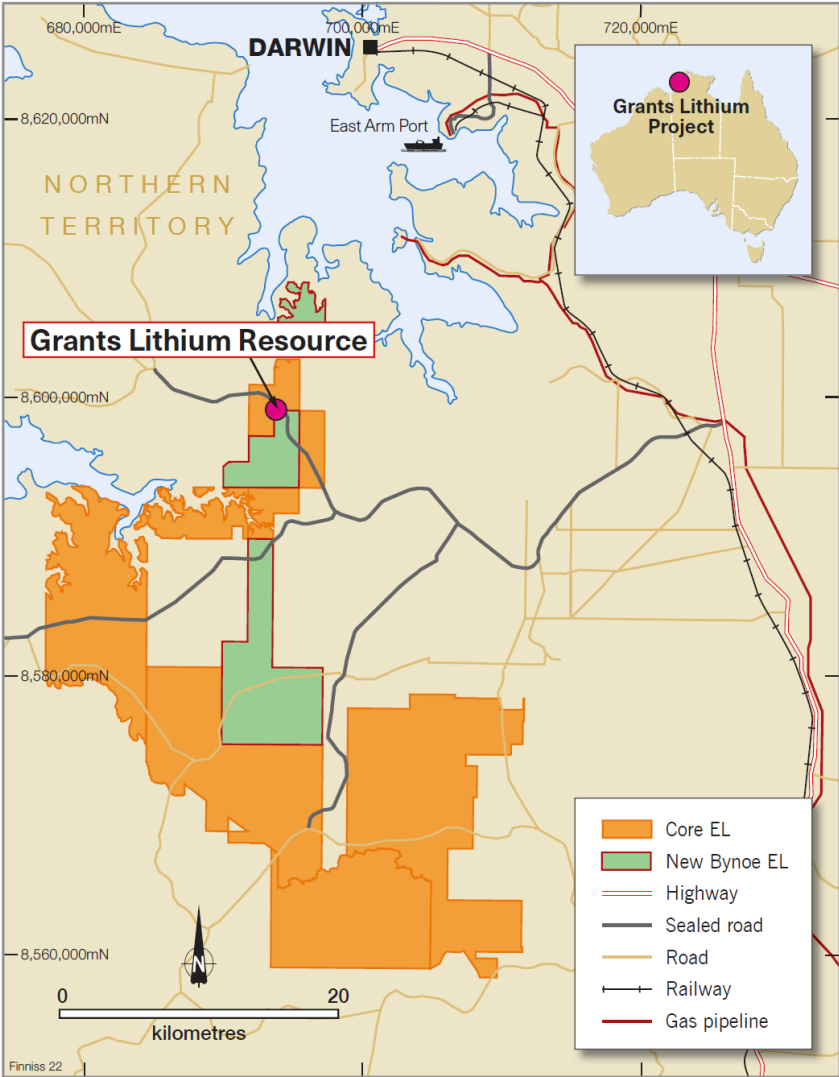 680,000mE
700,000mE
720,000mE
DARWIN
8,620,000mN
East Arm Port
Grants Lithium
Project
NORTHERN
TERRITORY
Grants Lithium Resource
8,600,000mN
8,580,000mN
8,560,000mN
N
0
20
kilometres
Core EL
New Bynoe EL
Highway
Sealed road
Road
Railway
Gas pipeline
Finniss 22